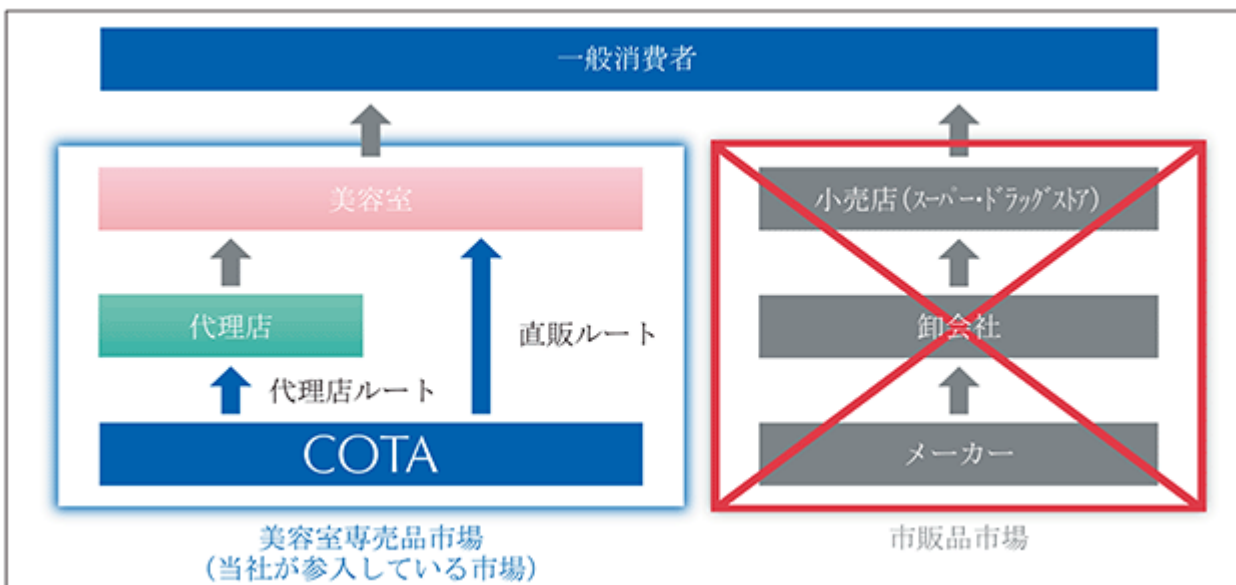 一般消費者
美容室
代理店
直販ルート
代理店ルート
COTA
美容室専売品市場
(当社が参入している市場)
小売店(ｽｰﾊﾟｰ・ﾄﾞﾗｯｸﾞｽﾄｱ)
卸会社
メーカー
市販品市場